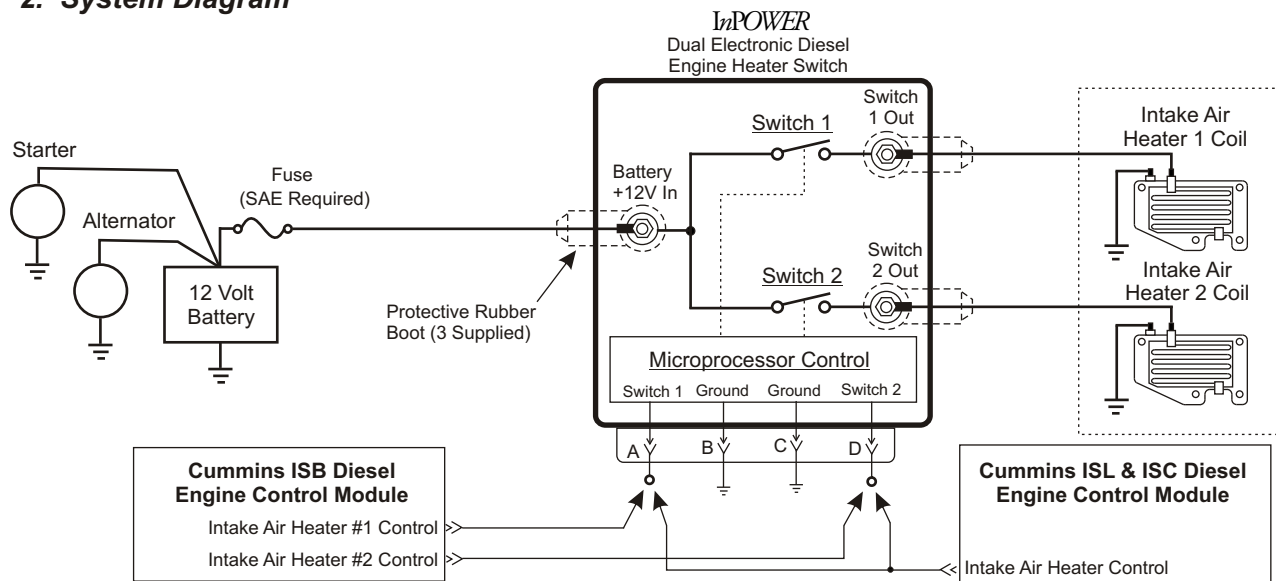 2. System Diagram
InPOWER
Dual Electronic Diesel
Engine Heater Switch
Starter
Alternator
Fuse
(SAE Required)
12 Volt
Battery
Protective Rubber
Boot (3 Supplied)
Battery
+12V In
Switch 1
Switch
1 Out
Switch 2
Switch
2 Out
Intake Air
Heater 1 Coil
Intake Air
Heater 2 Coil
Microprocessor Control
Switch 1 Ground Ground Switch 2
A B C D
Cummins ISB Diesel
Engine Control Module
Intake Air Heater #1 Control
Intake Air Heater #2 Control
Cummins ISL & ISC Diesel
Engine Control Module
Intake Air Heater Control